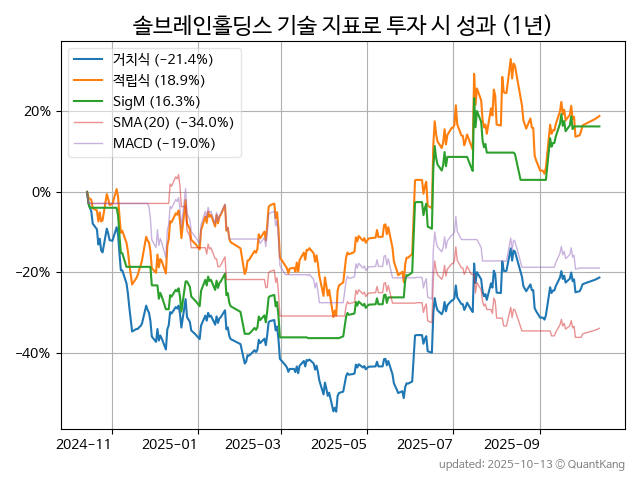 솔브레인홀딩스 기술 지표로 투자 시 성과 (1년)
거치식 (−21.4%)
적립식 (18.9%)
SigM (16.3%)
SMA(20) (−34.0%)
MACD (−19.0%)
20%
0%
−20%
−40%
2024-11 2025-01 2025-03 2025-05 2025-07 2025-09
updated: 2025-10-13 © QuantKang